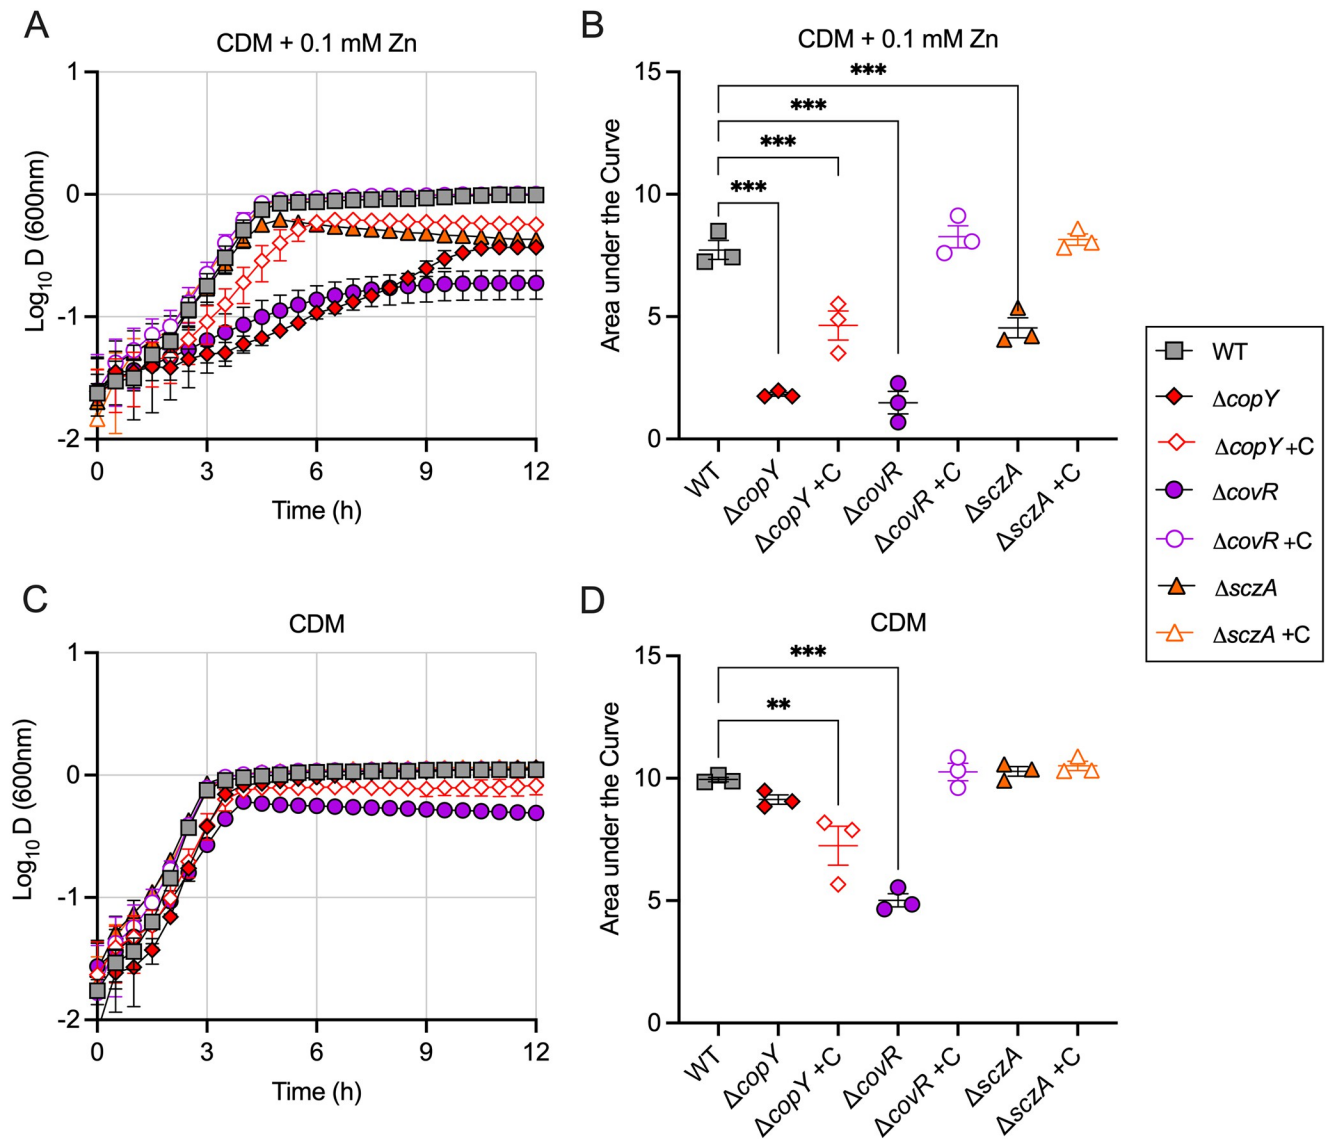 A
CDM + 0.1 mM Zn
1
0
-1
-2
Log10 D (600nm)
0 3 6 9 12
Time (h)
B
CDM + 0.1 mM Zn
15
10
5
0
Area under the Curve
***
***
***
***
WT
ΔcopY
ΔcopY +C
ΔcovR
ΔcovR +C
ΔsczA
ΔsczA +C
WT
ΔcopY
ΔcopY +C
ΔcovR
ΔcovR +C
ΔsczA
ΔsczA +C
C
CDM
1
0
-1
-2
Log10 D (600nm)
0 3 6 9 12
Time (h)
D
CDM
15
10
5
0
Area under the Curve
***
**
WT
ΔcopY
ΔcopY +C
ΔcovR
ΔcovR +C
ΔsczA
ΔsczA +C